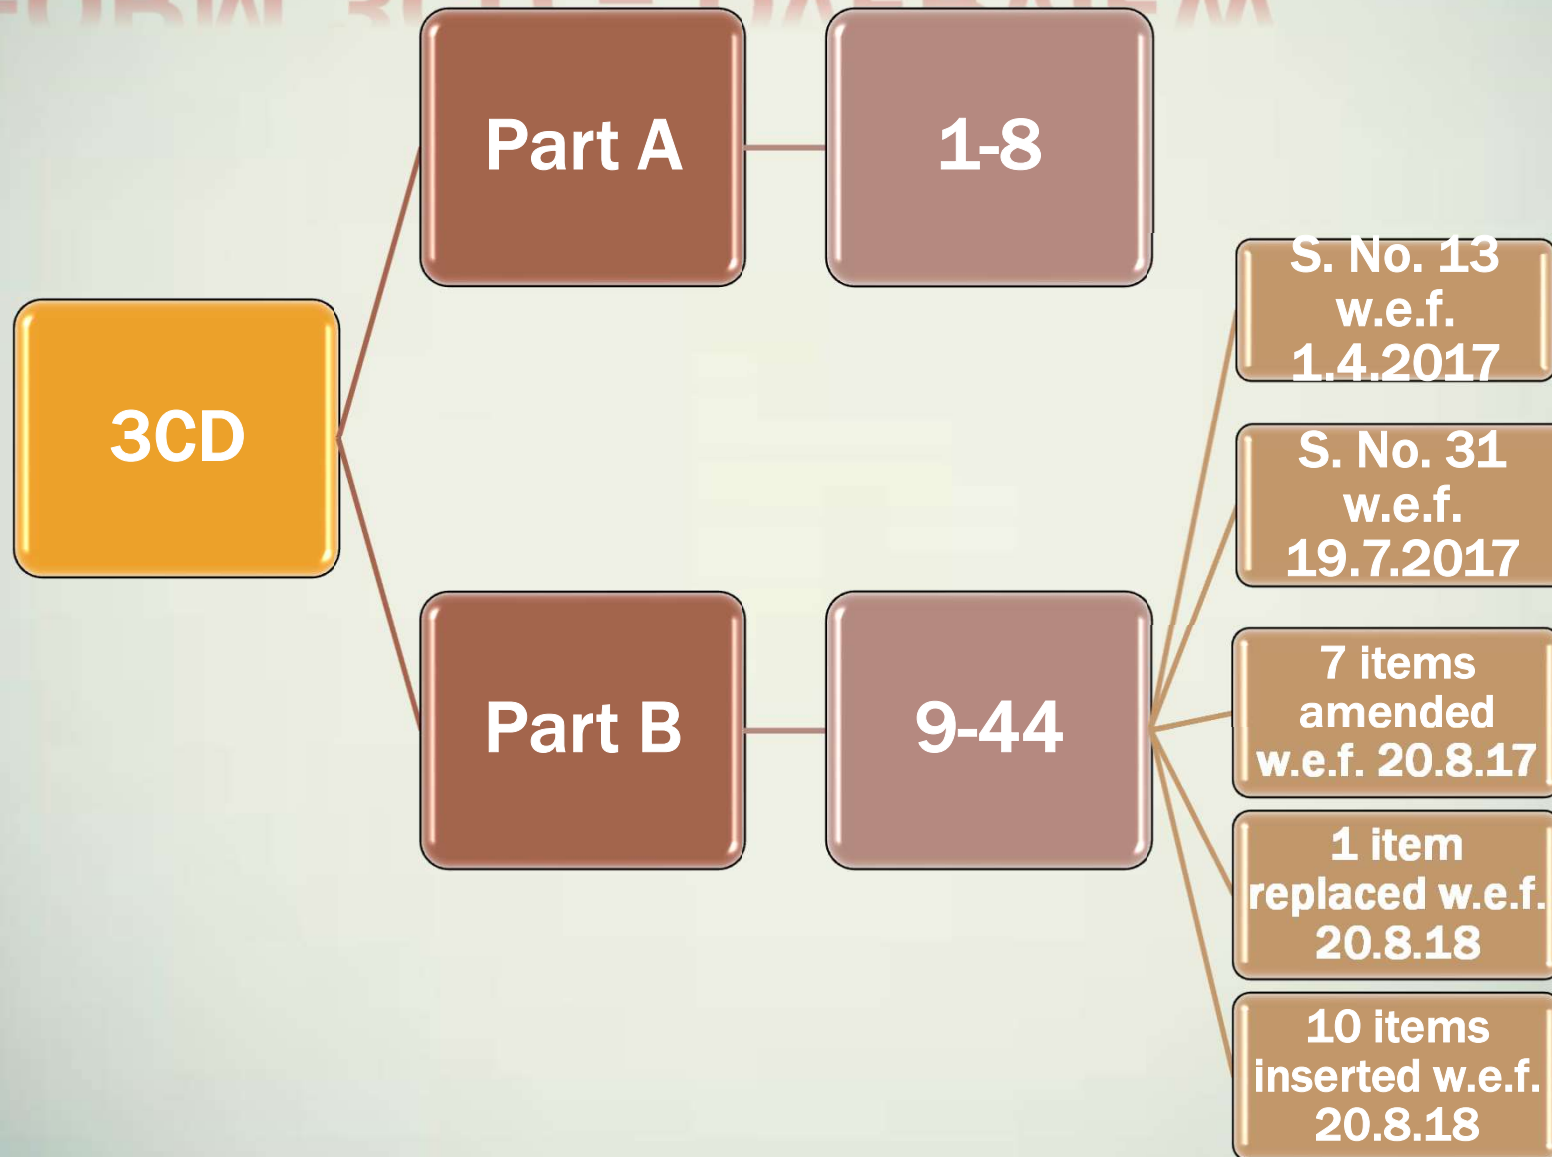 Part A
1-8
3CD
Part B
9-44
S. No. 13
w.e.f.
1.4.2017
S. No. 31
w.e.f.
19.7.2017
7 items
amended
w.e.f. 20.8.17
1 item
replaced w.e.f.
20.8.18
10 items
inserted w.e.f.
20.8.18